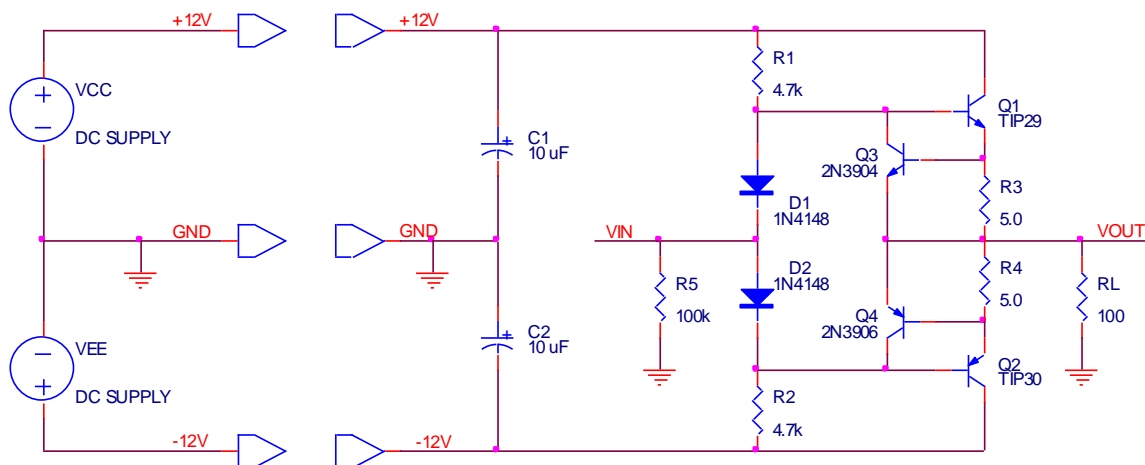 +12V
+12V
R1
4.7k
VCC
+
−
DC SUPPLY
Q1
TIP29
C1
10 uF
+
Q3
2N3904
D1
1N4148
R3
5.0
GND
GND
VIN
VOUT
D2
1N4148
R5
100k
R4
5.0
RL
100
C2
10 uF
+
Q4
2N3906
VEE
−
+
DC SUPPLY
Q2
TIP30
R2
4.7k
-12V
-12V